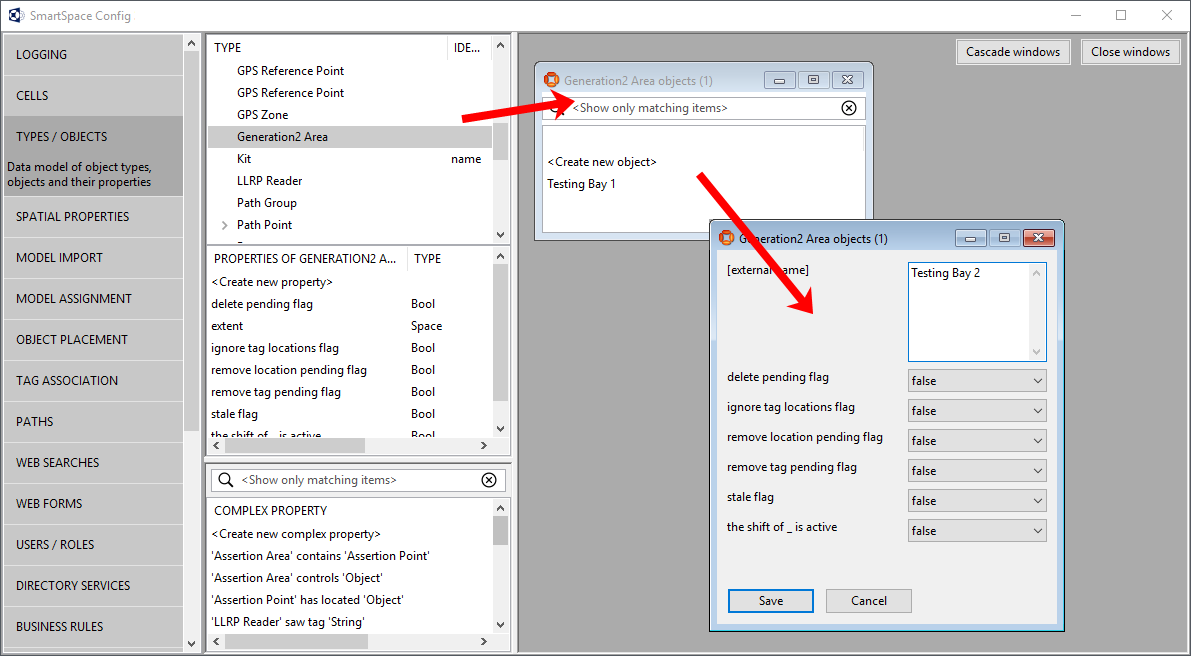 SmartSpace Config
LOGGING
CELLS
TYPES / OBJECTS
Data model of object types,
objects and their properties
SPATIAL PROPERTIES
MODEL IMPORT
MODEL ASSIGNMENT
OBJECT PLACEMENT
TAG ASSOCIATION
PATHS
WEB SEARCHES
WEB FORMS
USERS / ROLES
DIRECTORY SERVICES
BUSINESS RULES
TYPE IDE...
GPS Reference Point
GPS Reference Point
GPS Zone
Generation2 Area
Kit name
LLRP Reader
Path Group
Path Point
PROPERTIES OF GENERATION2 A... TYPE
<Create new property>
delete pending flag Bool
extent Space
ignore tag locations flag Bool
remove location pending flag Bool
remove tag pending flag Bool
stale flag Bool
the shift of _ is active Bool
<Show only matching items>
COMPLEX PROPERTY
<Create new complex property>
'Assertion Area' contains 'Assertion Point'
'Assertion Area' controls 'Object'
'Assertion Point' has located 'Object'
'LLRP Reader' saw tag 'String'
Cascade windows Close windows
Generation2 Area objects (1)
<Show only matching items>
<Create new object>
Testing Bay 1
Generation2 Area objects (1)
[external name] Testing Bay 2
delete pending flag false
ignore tag locations flag false
remove location pending flag false
remove tag pending flag false
stale flag false
the shift of _ is active false
Save Cancel